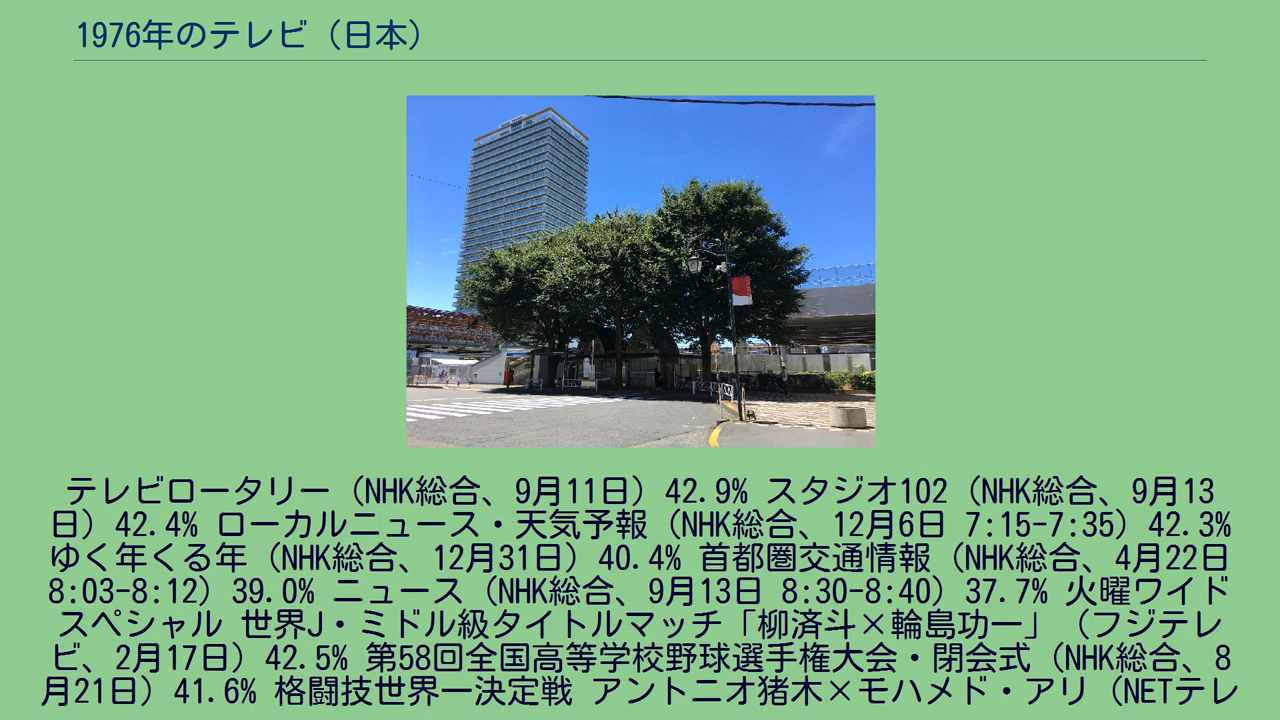 1976年のテレビ（日本）
テレビロータリー（NHK総合、9月11日）42.9% スタジオ102（NHK総合、9月13
日）42.4% ローカルニュース・天気予報（NHK総合、12月6日 7:15-7:35）42.3%
ゆく年くる年（NHK総合、12月31日）40.4% 首都圏交通情報（NHK総合、4月22日
8:03-8:12）39.0% ニュース（NHK総合、9月13日 8:30-8:40）37.7% 火曜ワイド
スペシャル 世界J・ミドル級タイトルマッチ「柳済斗×輪島功一」（フジテレ
ビ、2月17日）42.5% 第58回全国高等学校野球選手権大会・閉会式（NHK総合、8
月21日）41.6% 格闘技世界一決定戦 アントニオ猪木×モハメド・アリ（NETテレ